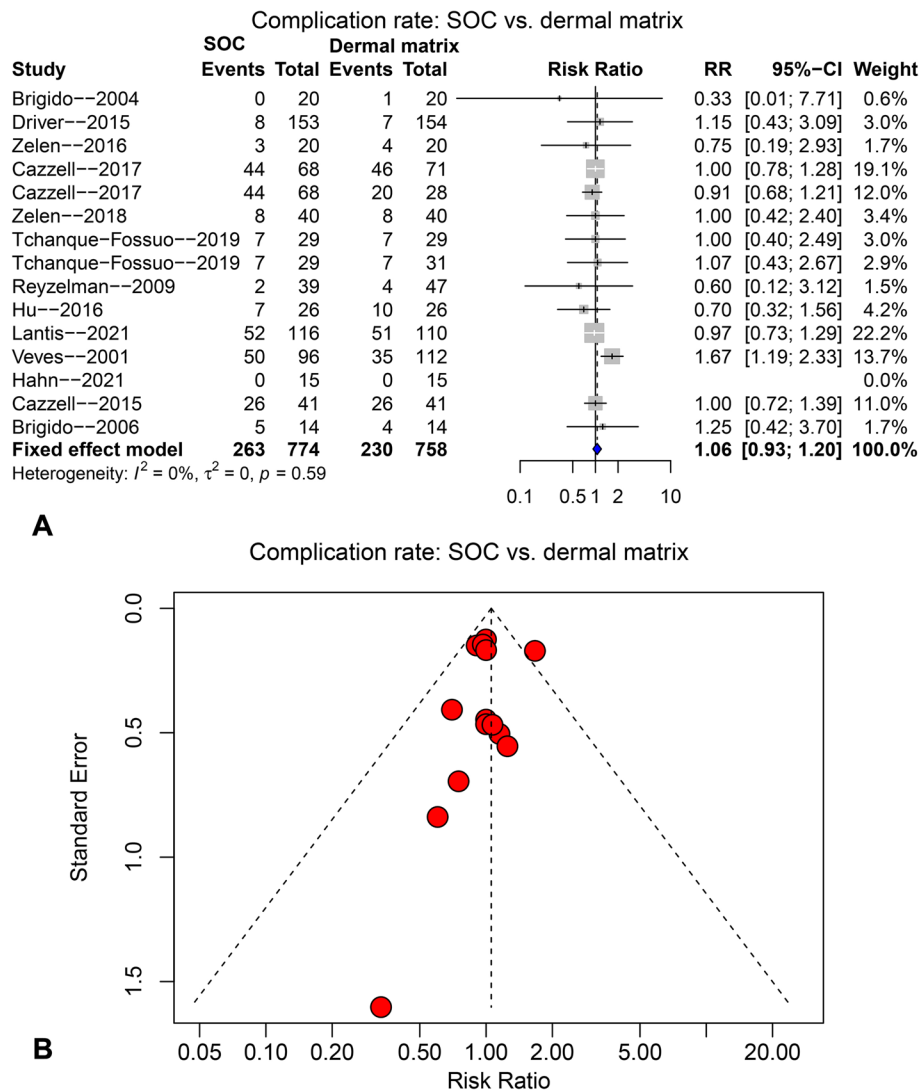 Complication rate: SOC vs. dermal matrix
SOC Dermal matrix
Study Events Total Events Total Risk Ratio RR 95%−CI Weight
Brigido−−2004 0 20 1 20 0.33 [0.01; 7.71] 0.6%
Driver−−2015 8 153 7 154 1.15 [0.43; 3.09] 3.0%
Zelen−−2016 3 20 4 20 0.75 [0.19; 2.93] 1.7%
Cazzell−−2017 44 68 46 71 1.00 [0.78; 1.28] 19.1%
Cazzell−−2017 44 68 20 28 0.91 [0.68; 1.21] 12.0%
Zelen−−2018 8 40 8 40 1.00 [0.42; 2.40] 3.4%
Tchanque−Fossuo−−2019 7 29 7 29 1.00 [0.40; 2.49] 3.0%
Tchanque−Fossuo−−2019 7 29 7 31 1.07 [0.43; 2.67] 2.9%
Reyzelman−−2009 2 39 4 47 0.60 [0.12; 3.12] 1.5%
Hu−−2016 7 26 10 26 0.70 [0.32; 1.56] 4.2%
Lantis−−2021 52 116 51 110 0.97 [0.73; 1.29] 22.2%
Veves−−2001 50 96 35 112 1.67 [1.19; 2.33] 13.7%
Hahn−−2021 0 15 0 15 0.0%
Cazzell−−2015 26 41 26 41 1.00 [0.72; 1.39] 11.0%
Brigido−−2006 5 14 4 14 1.25 [0.42; 3.70] 1.7%
Fixed effect model 263 774 230 758 1.06 [0.93; 1.20] 100.0%
Heterogeneity: I² = 0%, τ² = 0, p = 0.59
0.1 0.5 1 2 10
A
Complication rate: SOC vs. dermal matrix
Standard Error
0.0
0.5
1.0
1.5
0.05 0.10 0.20 0.50 1.00 2.00 5.00 20.00
Risk Ratio
B